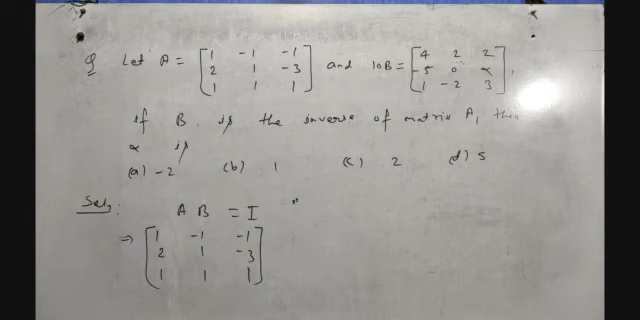 Q Let A = [ 1 -1 -1 ] and 10B = [ 4 2 2 ],
[ 2 1 -3 ] [ -5 0 α ]
[ 1 1 1 ] [ 1 -2 3 ]
if B is the inverse of matrix A, then
α is
(a) -2 (b) 1 (c) 2 (d) 5
Sol:
A B = I
⇒ [ 1 -1 -1 ]
[ 2 1 -3 ]
[ 1 1 1 ]